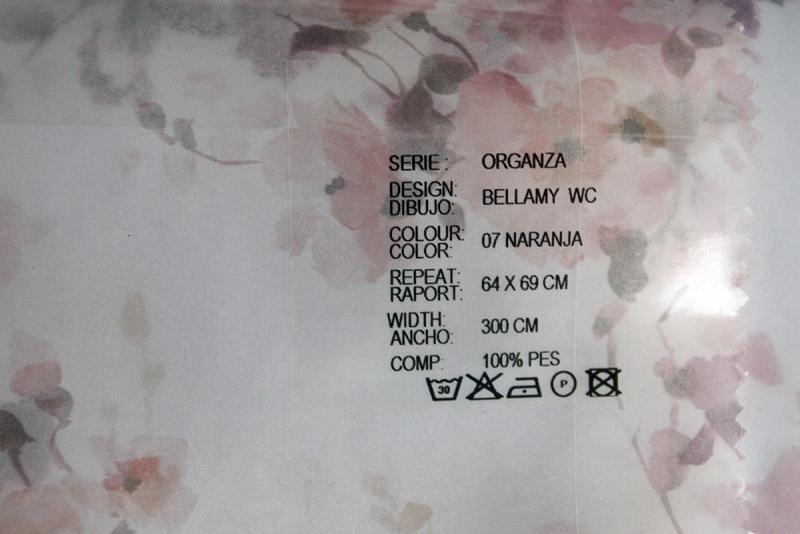 SERIE : ORGANZA
DESIGN:
DIBUJO: BELLAMY WC
COLOUR:
COLOR: 07 NARANJA
REPEAT:
RAPORT: 64 X 69 CM
WIDTH:
ANCHO: 300 CM
COMP: 100% PES
30 P